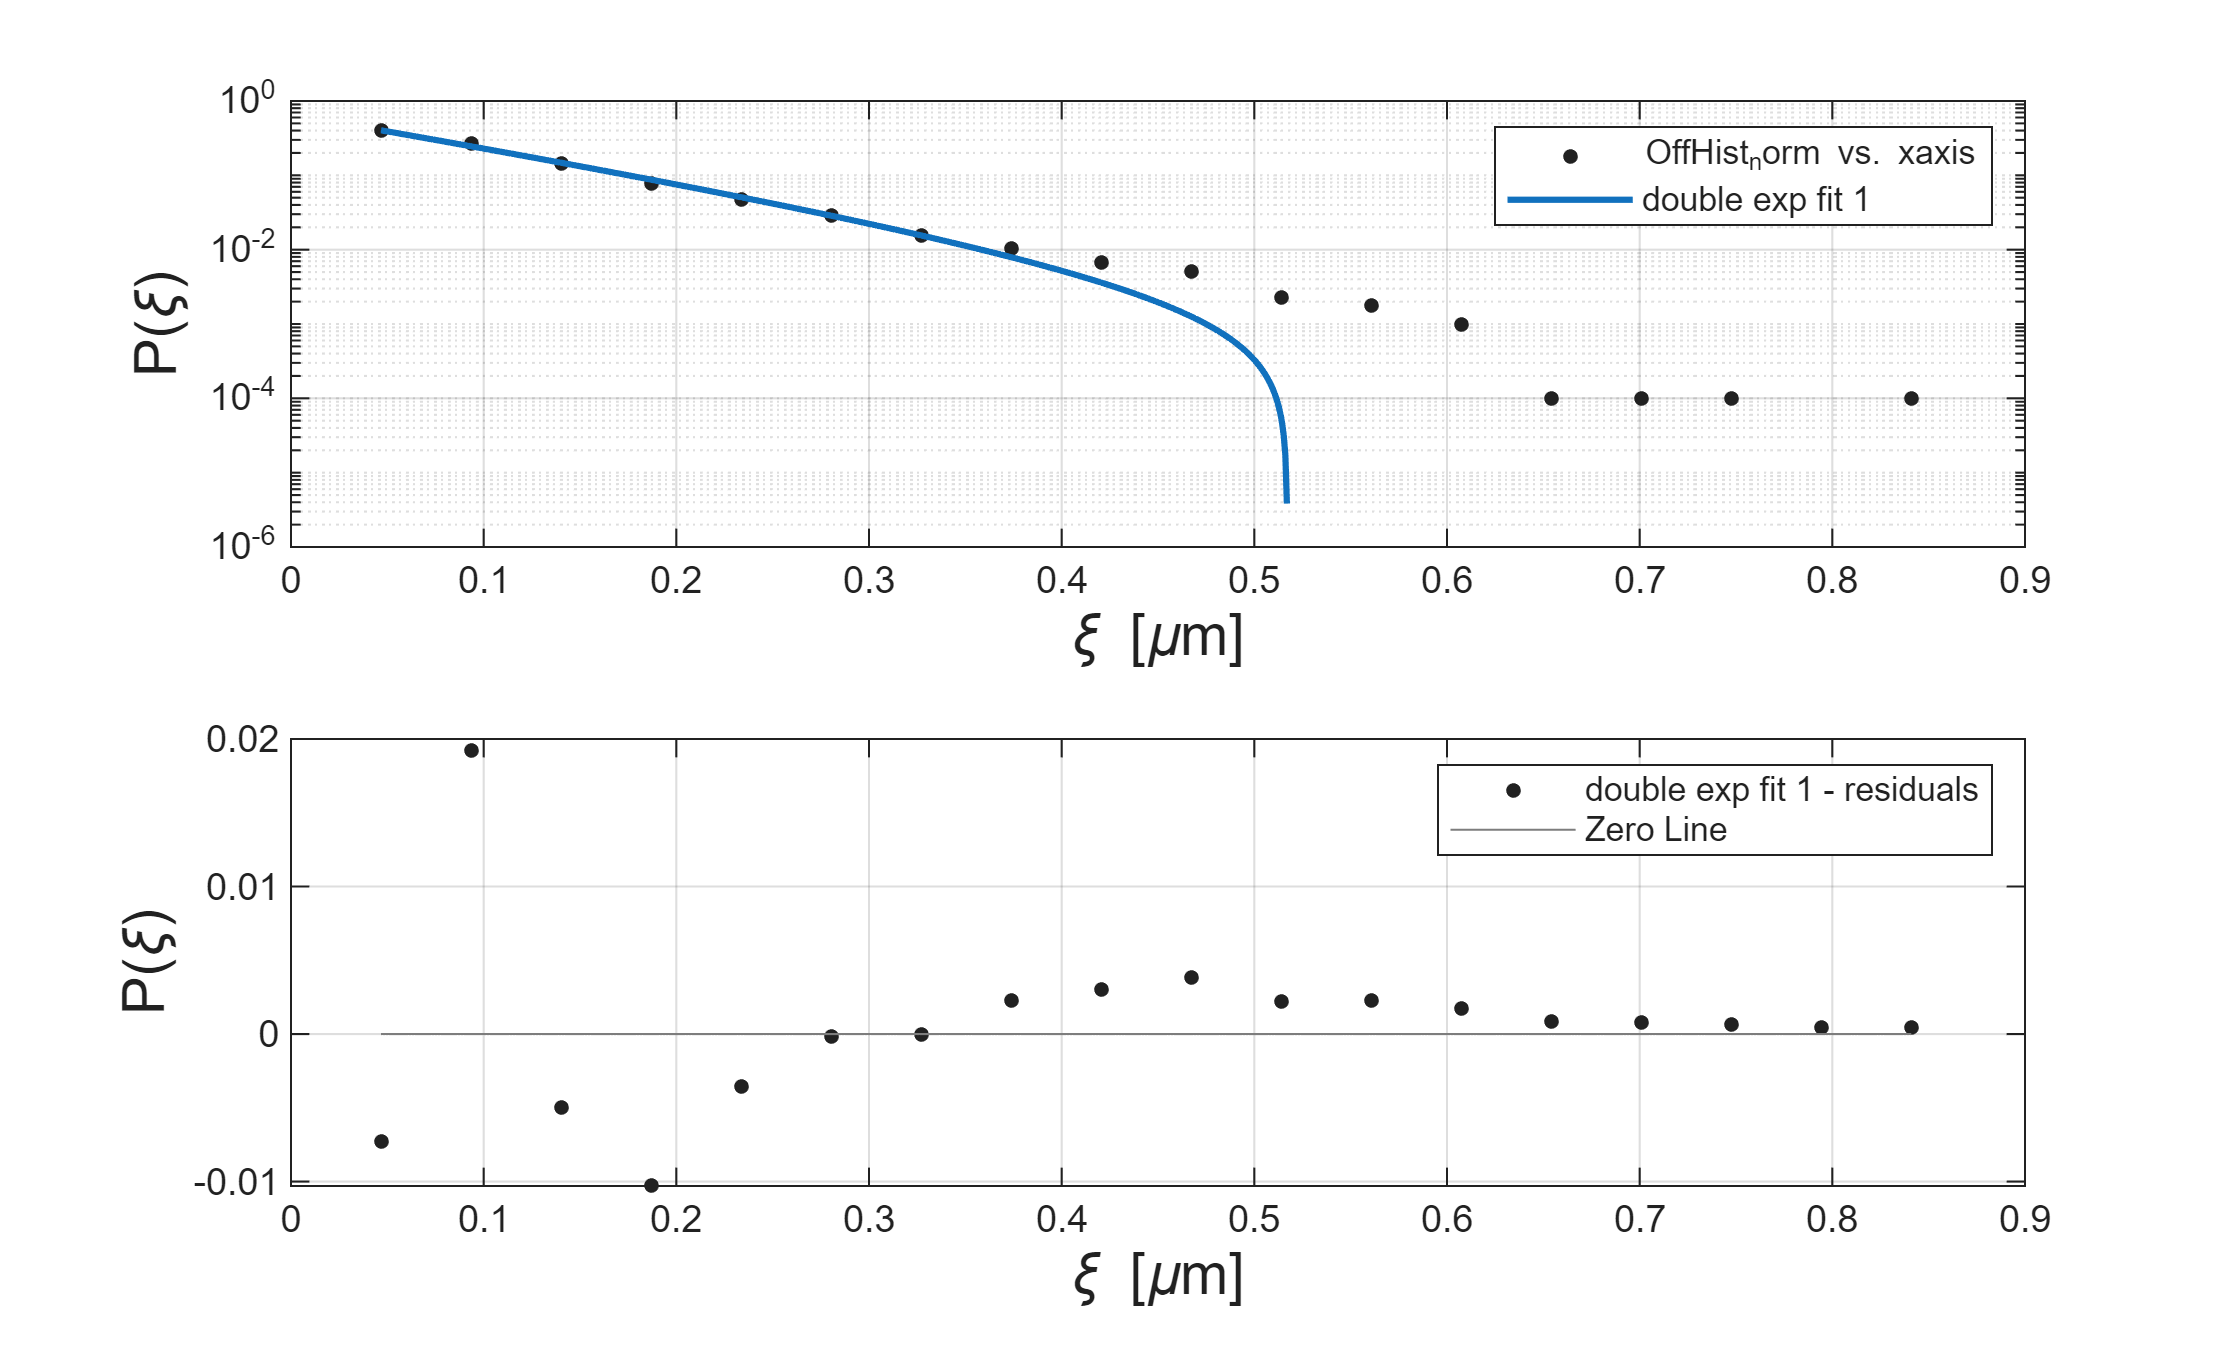 10^0
10^-2
10^-4
10^-6
P(ξ)
OffHist_norm vs. xaxis
double exp fit 1
0 0.1 0.2 0.3 0.4 0.5 0.6 0.7 0.8 0.9
ξ [μm]
0.02
0.01
0
-0.01
P(ξ)
double exp fit 1 - residuals
Zero Line
0 0.1 0.2 0.3 0.4 0.5 0.6 0.7 0.8 0.9
ξ [μm]